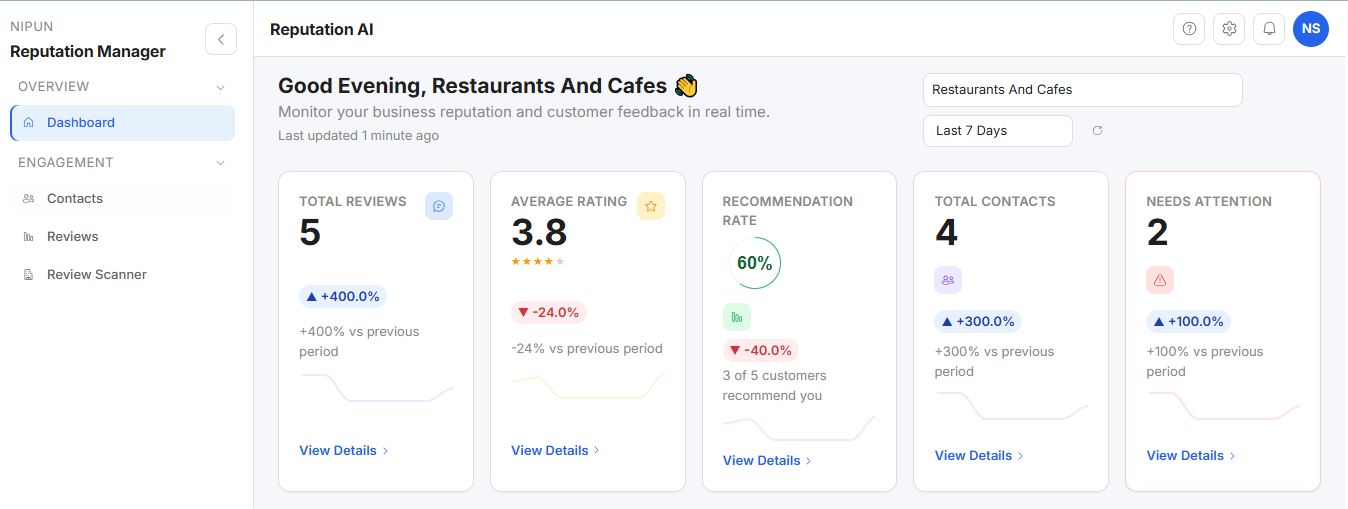 NIPUN
Reputation Manager
OVERVIEW
Dashboard
ENGAGEMENT
Contacts
Reviews
Review Scanner
Reputation AI
NS
Good Evening, Restaurants And Cafes 👋
Monitor your business reputation and customer feedback in real time.
Last updated 1 minute ago
Restaurants And Cafes
Last 7 Days
TOTAL REVIEWS
5
▲ +400.0%
+400% vs previous
period
View Details
AVERAGE RATING
3.8
★★★★★
▼ -24.0%
-24% vs previous period
View Details
RECOMMENDATION
RATE
60%
▼ -40.0%
3 of 5 customers
recommend you
View Details
TOTAL CONTACTS
4
▲ +300.0%
+300% vs previous
period
View Details
NEEDS ATTENTION
2
▲ +100.0%
+100% vs previous
period
View Details